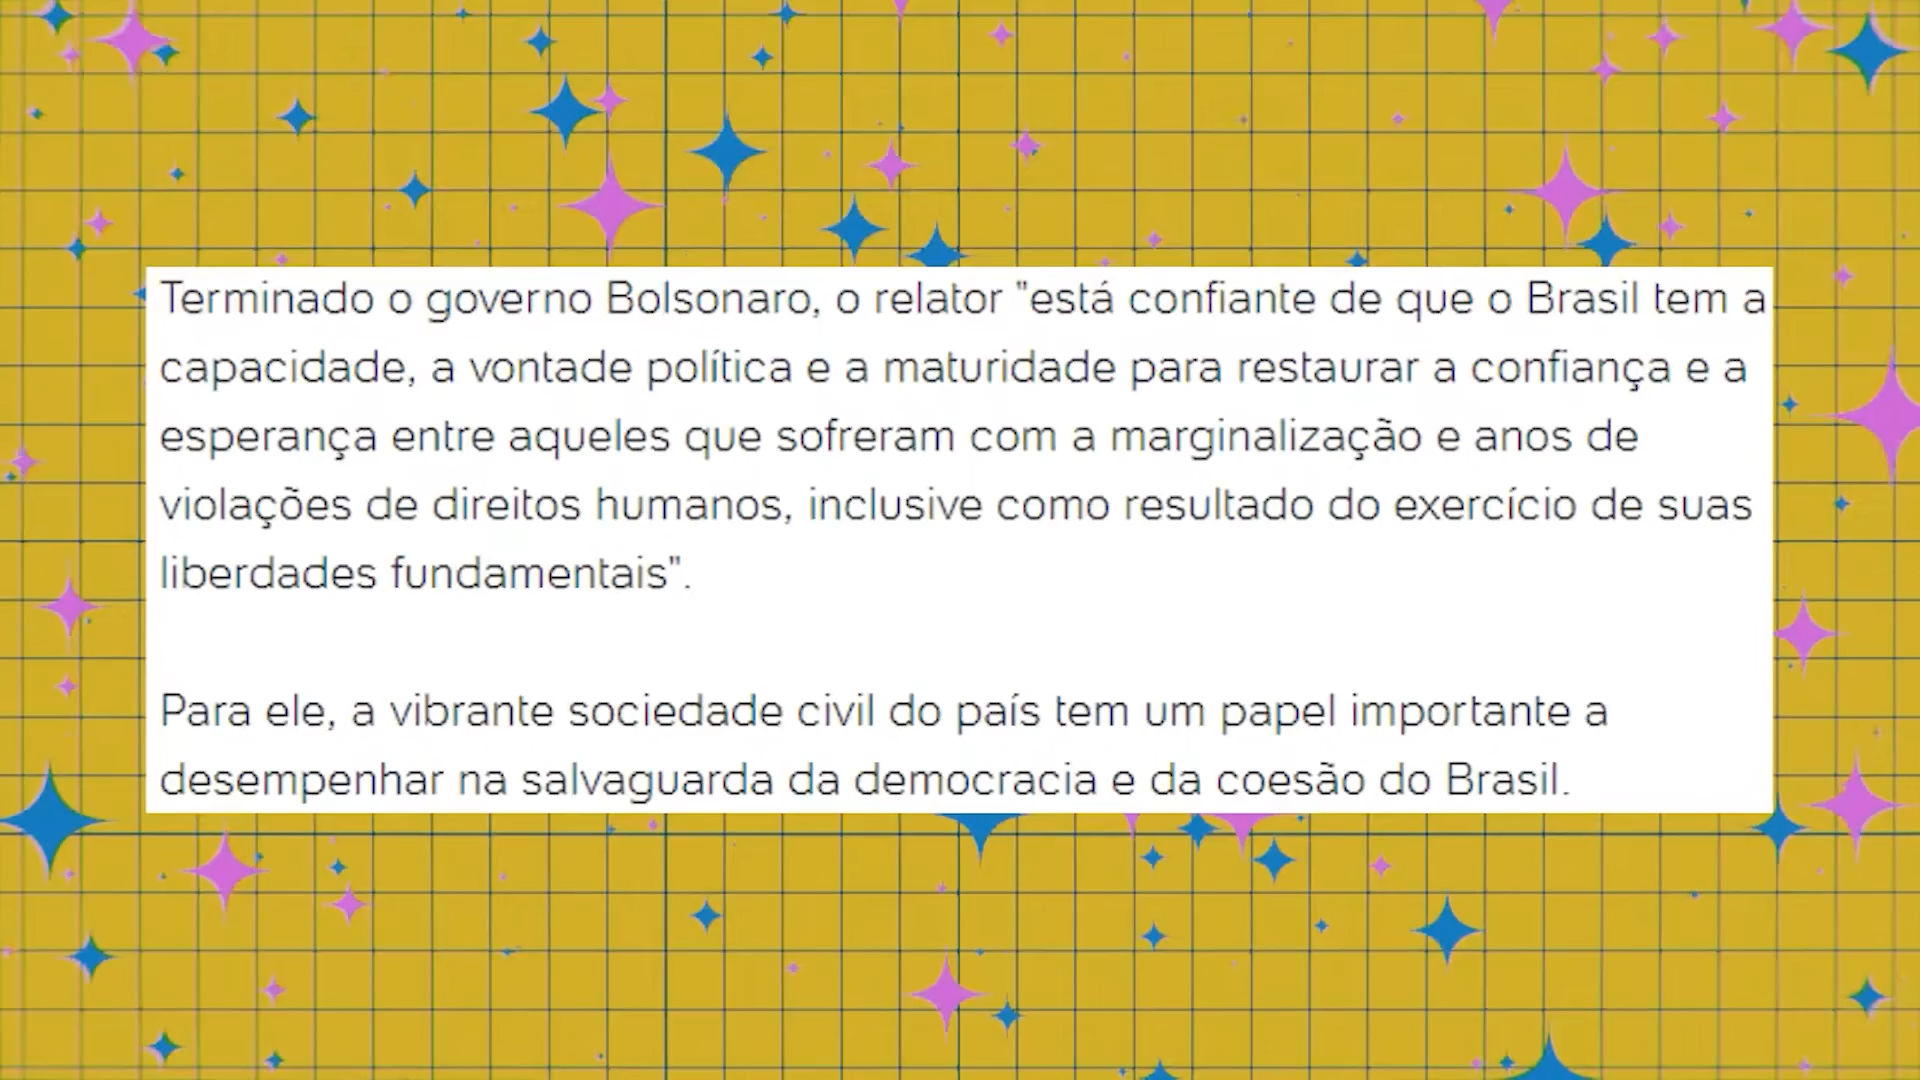 Terminado o governo Bolsonaro, o relator "está confiante de que o Brasil tem a
capacidade, a vontade política e a maturidade para restaurar a confiança e a
esperança entre aqueles que sofreram com a marginalização e anos de
violações de direitos humanos, inclusive como resultado do exercício de suas
liberdades fundamentais".
Para ele, a vibrante sociedade civil do país tem um papel importante a
desempenhar na salvaguarda da democracia e da coesão do Brasil.